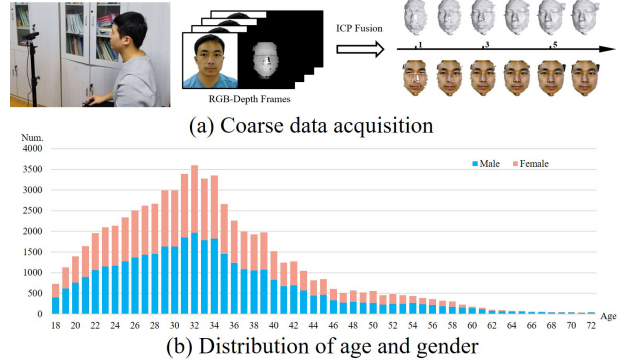 ICP Fusion
1 3 5
RGB-Depth Frames
(a) Coarse data acquisition
Num.
4000
3500
3000
2500
2000
1500
1000
500
0
Male Female
18 20 22 24 26 28 30 32 34 36 38 40 42 44 46 48 50 52 54 56 58 60 62 64 66 68 70 72 Age
(b) Distribution of age and gender